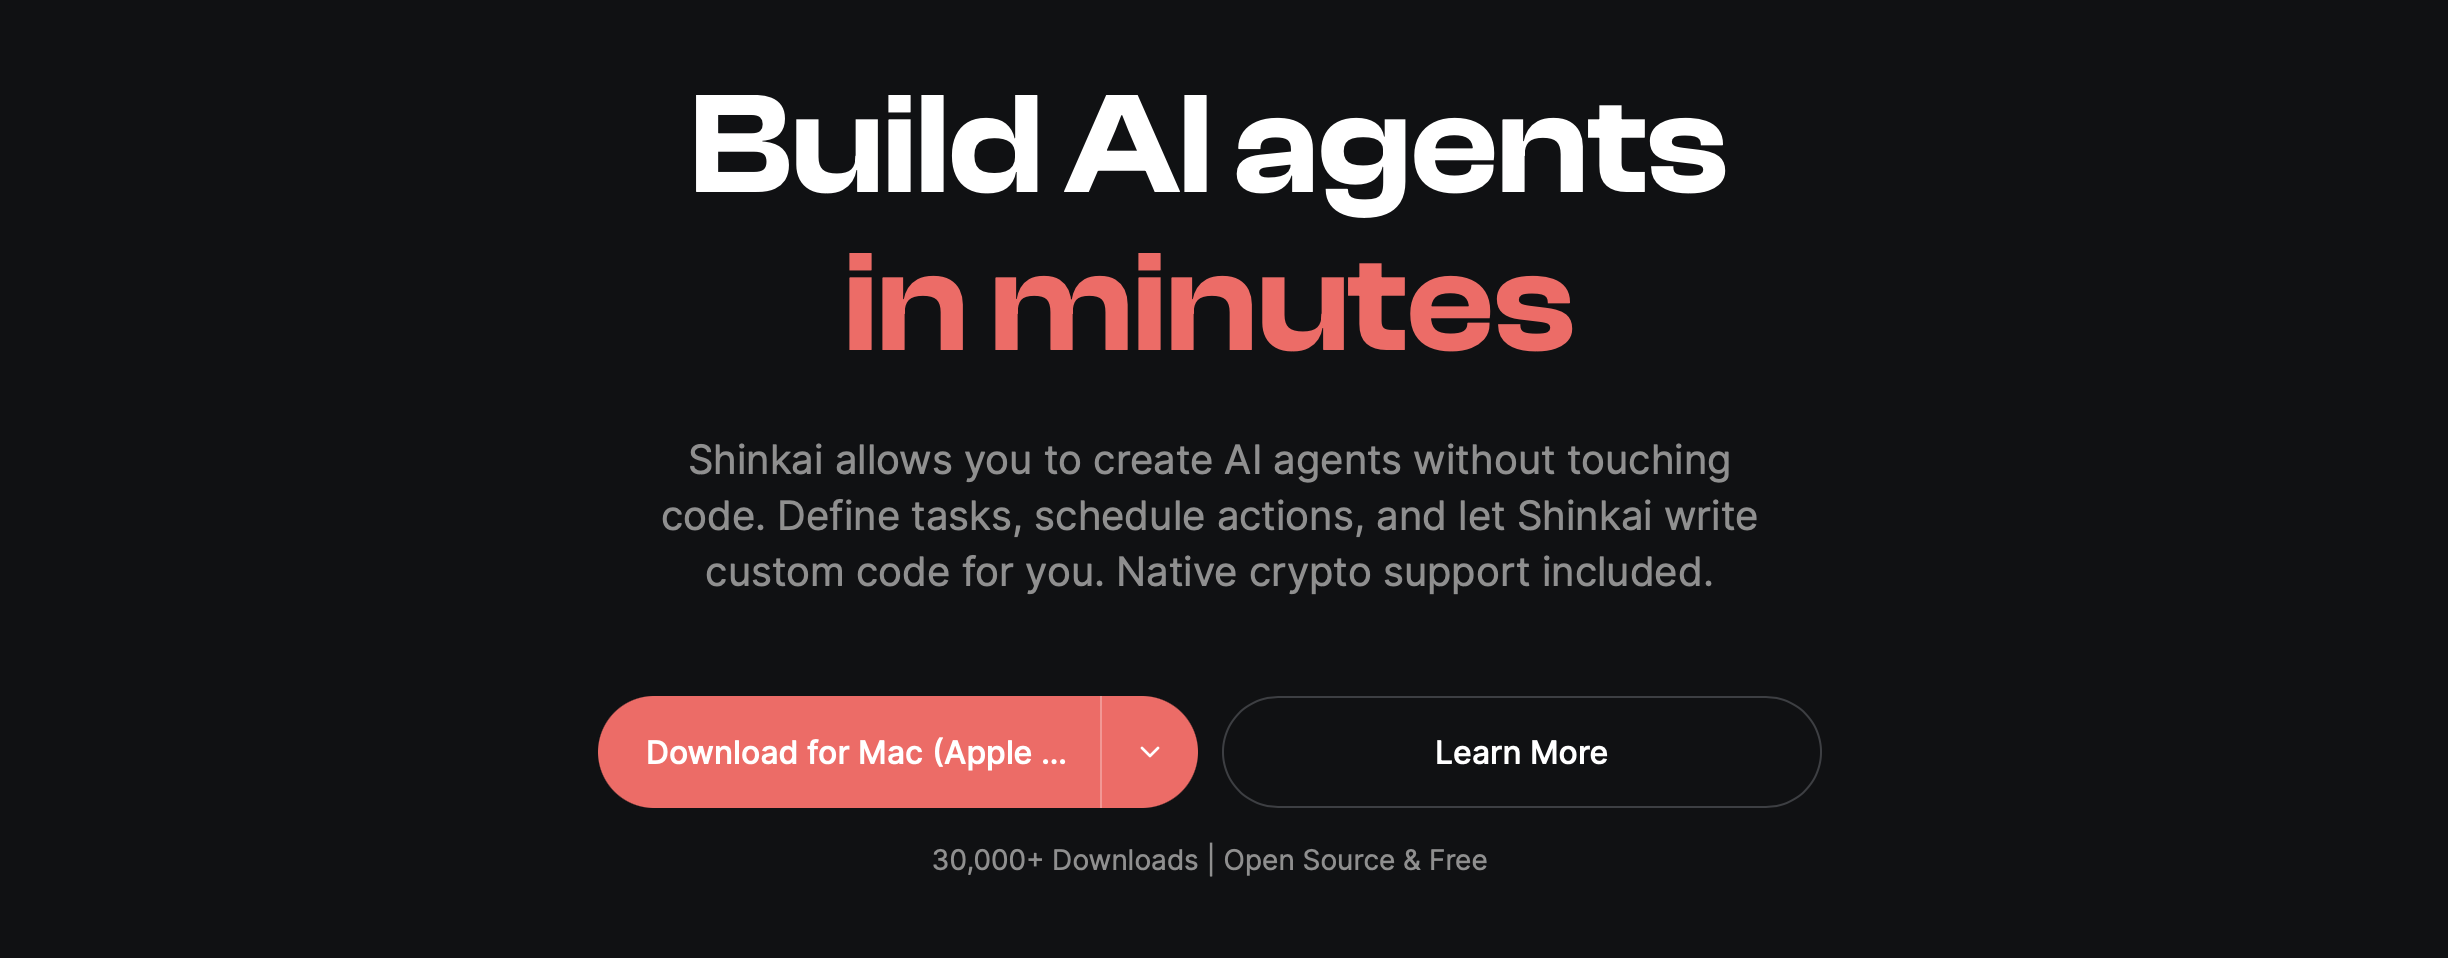 Build AI agents
in minutes
Shinkai allows you to create AI agents without touching
code. Define tasks, schedule actions, and let Shinkai write
custom code for you. Native crypto support included.
Download for Mac (Apple ...
Learn More
30,000+ Downloads | Open Source & Free